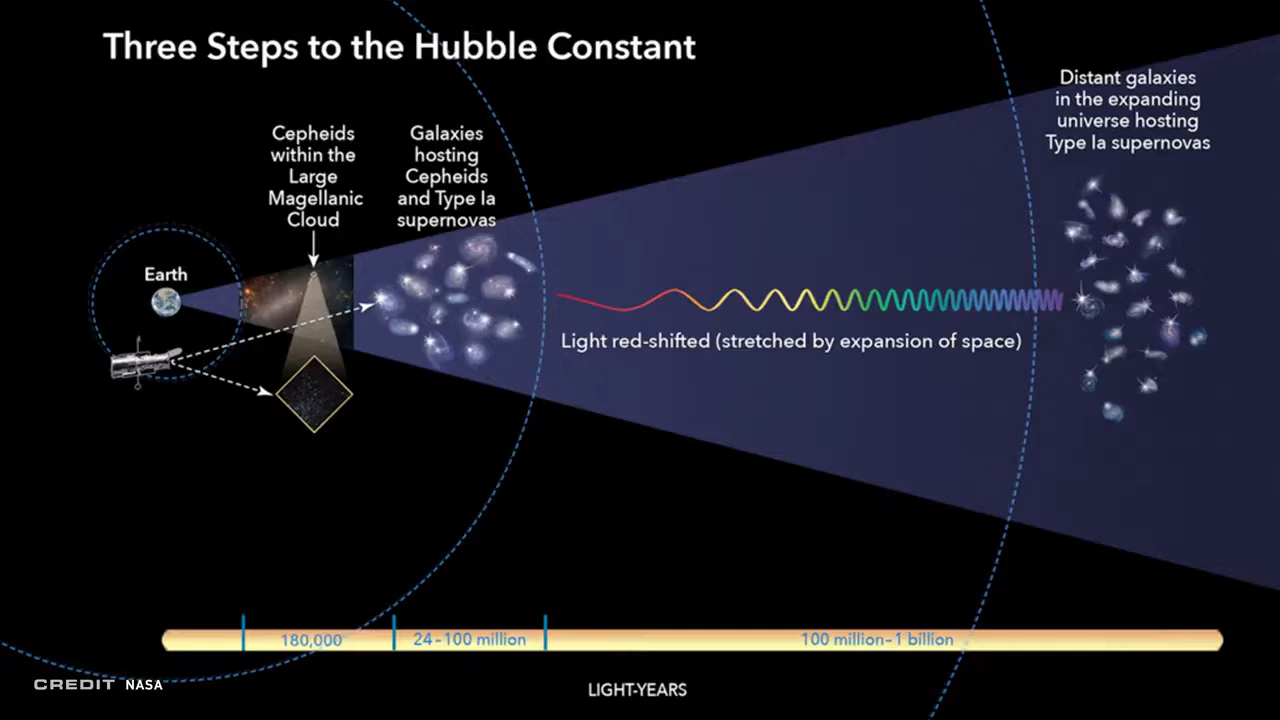 Three Steps to the Hubble Constant
Distant galaxies
in the expanding
universe hosting
Type Ia supernovas
Cepheids
within the
Large
Magellanic
Cloud
Galaxies
hosting
Cepheids
and Type Ia
supernovas
Earth
Light red-shifted (stretched by expansion of space)
180,000
24–100 million
100 million–1 billion
LIGHT-YEARS
CREDIT NASA